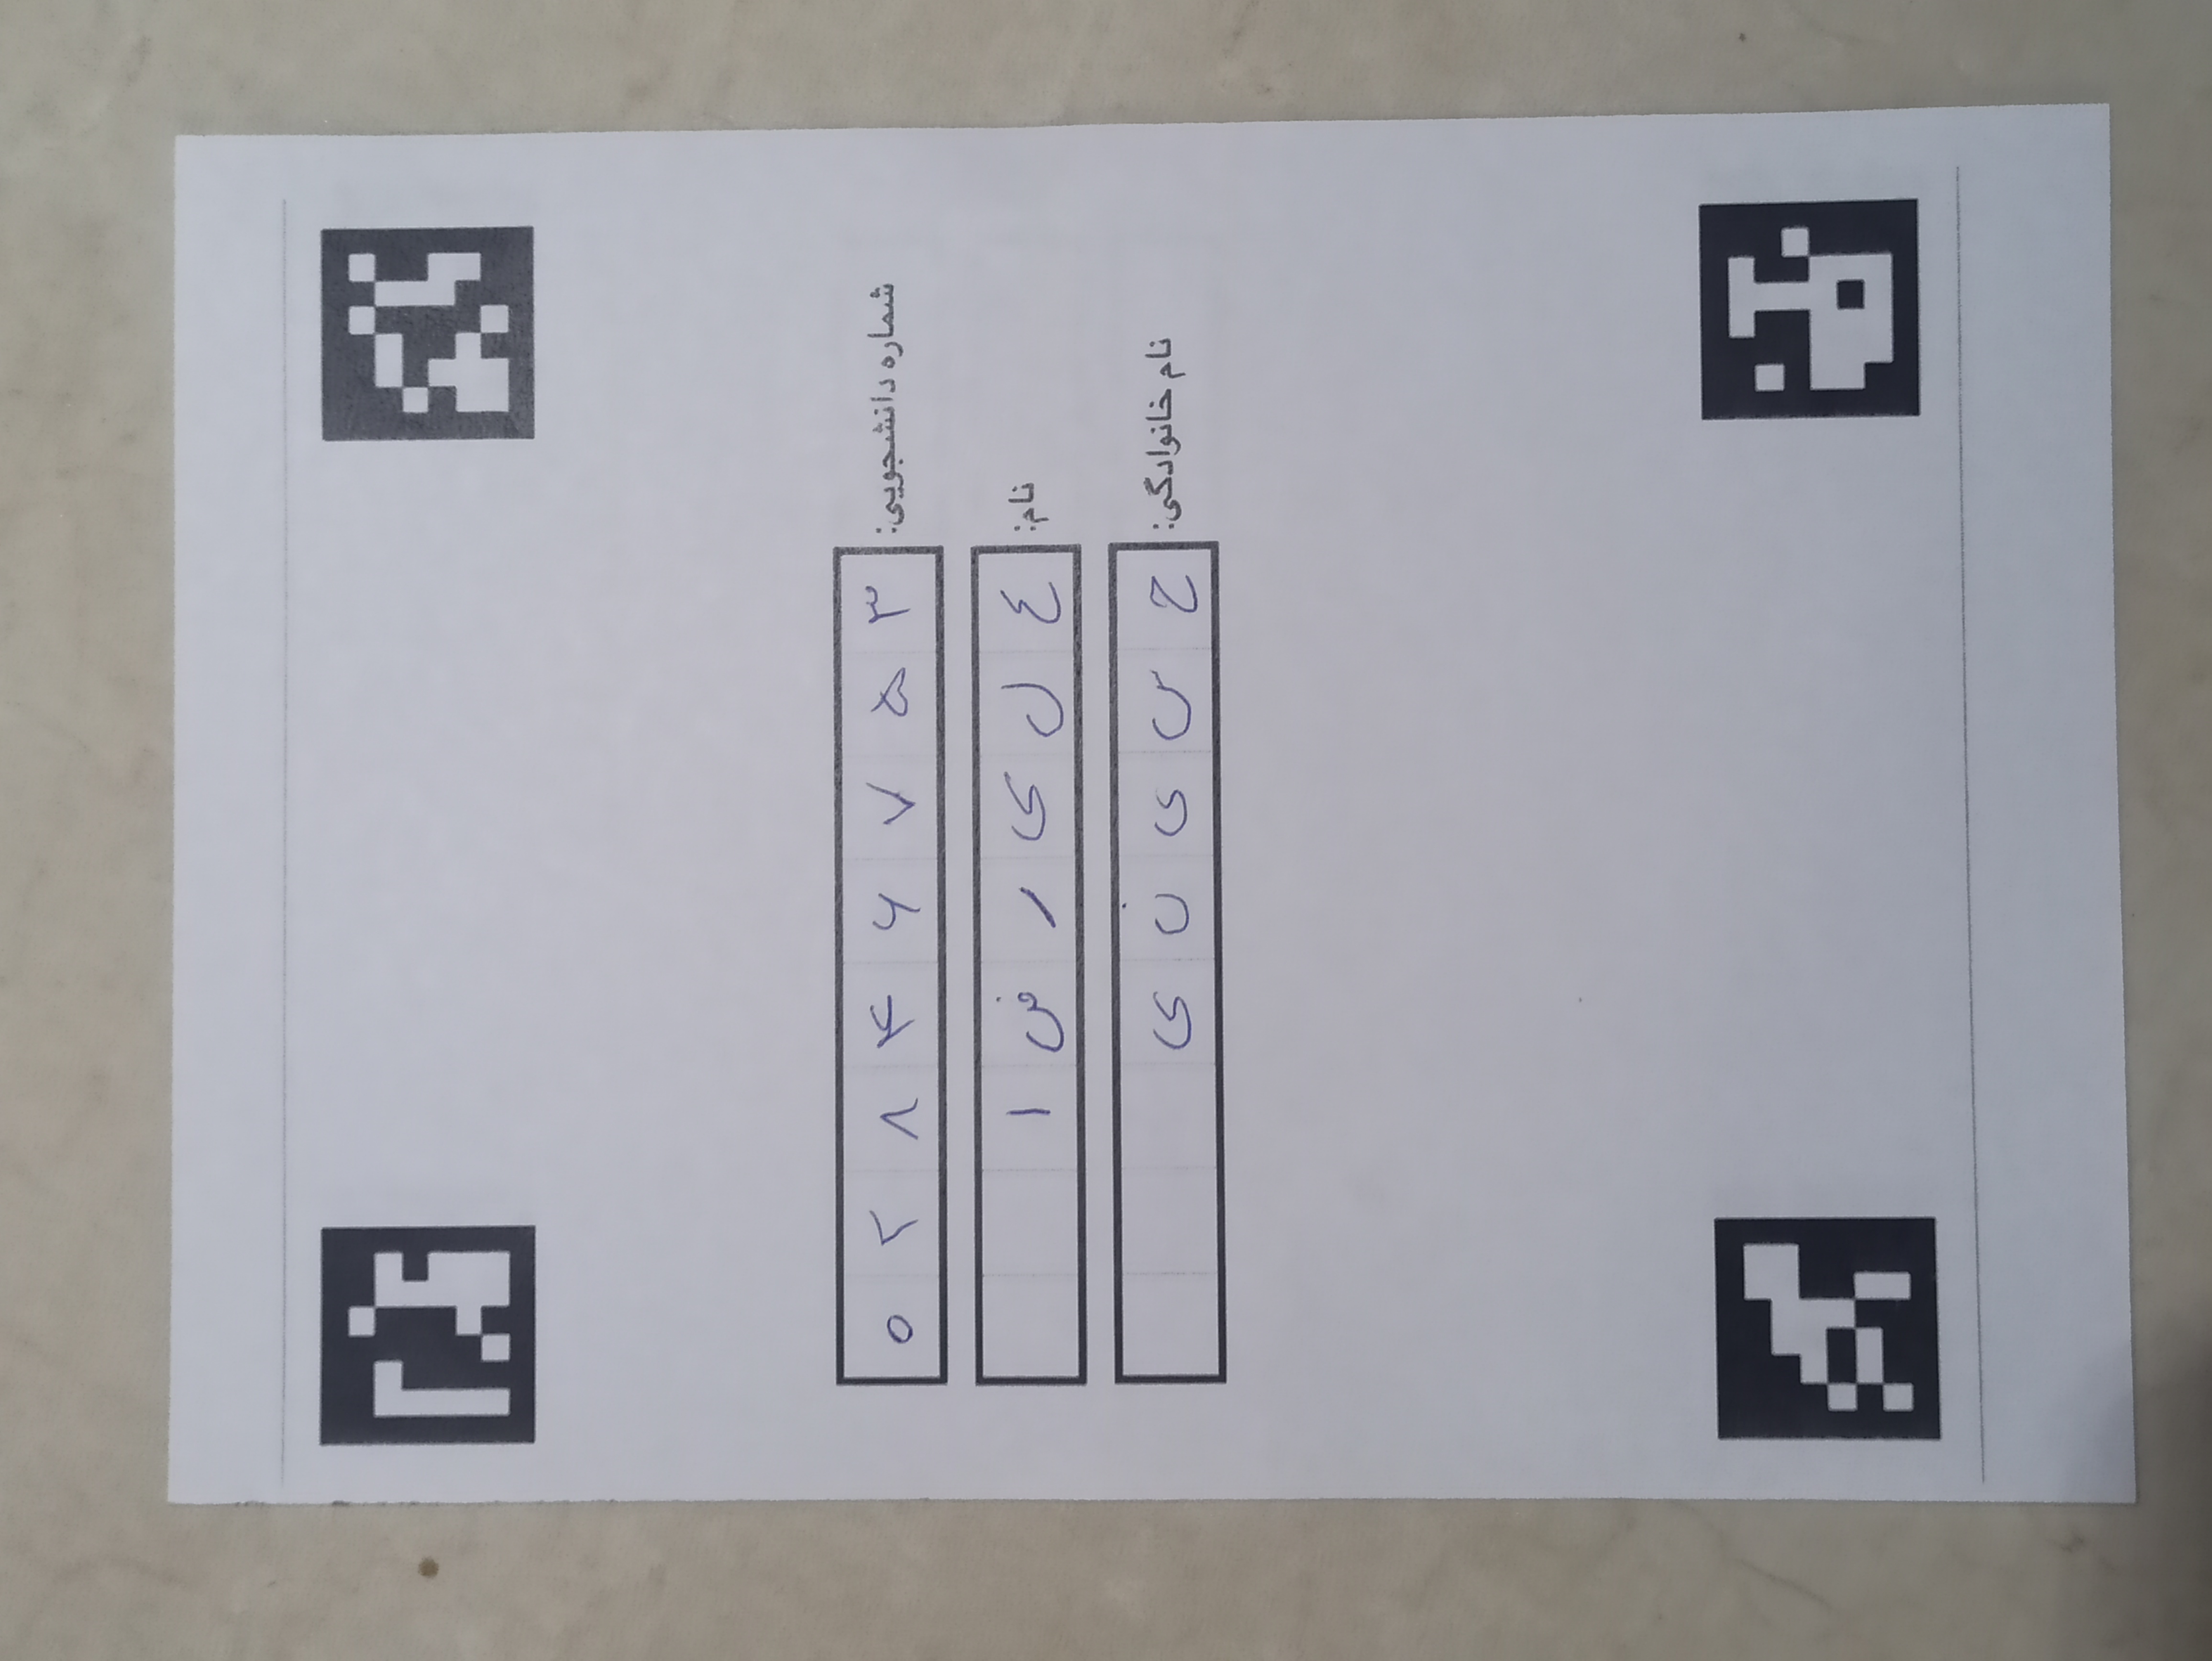 شماره دانشجویی: ۰ ۲ ۸ ۴ ۶ ۷ ۵ ۳
نام: ع ل ی ر ض ا
نام خانوادگی: ح س ی ن ی